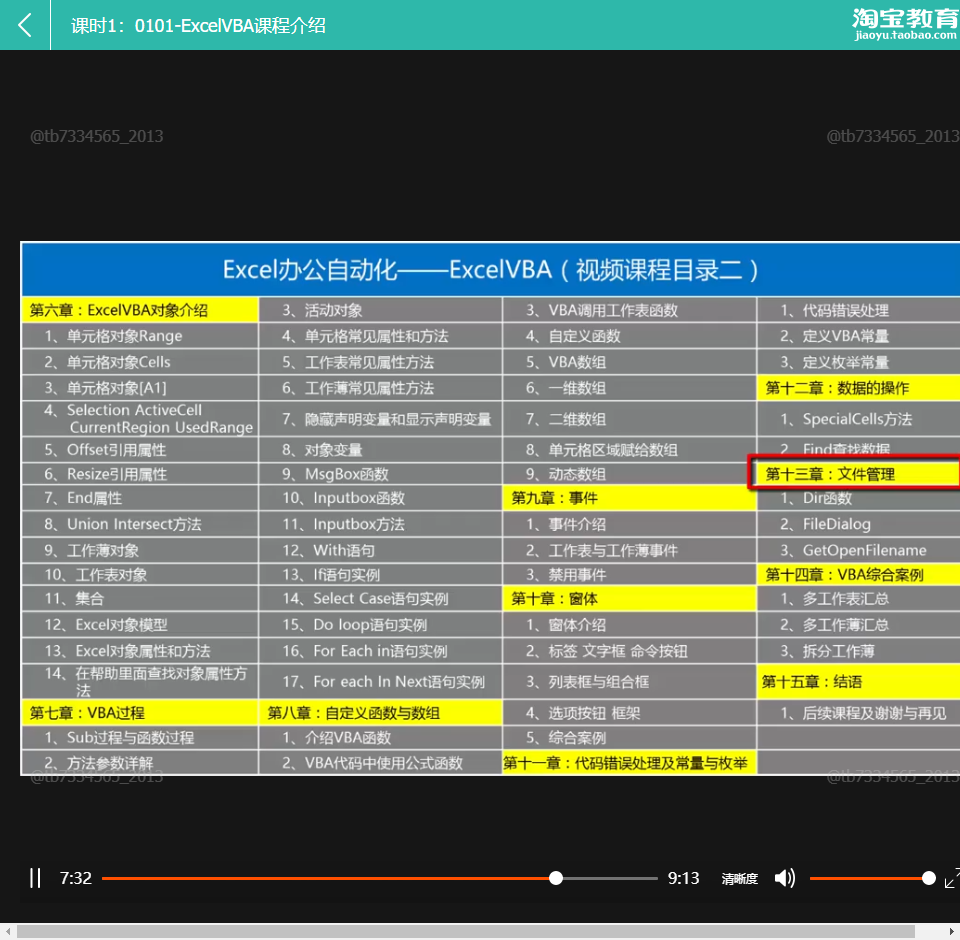 课时1：0101-ExcelVBA课程介绍
淘宝教育
jiaoyu.taobao.com
@tb7334565_2013
@tb7334565_2013
Excel办公自动化——ExcelVBA（视频课程目录二）
第六章：ExcelVBA对象介绍
1、单元格对象Range
2、单元格对象Cells
3、单元格对象[A1]
4、Selection ActiveCell
CurrentRegion UsedRange
5、Offset引用属性
6、Resize引用属性
7、End属性
8、Union Intersect方法
9、工作薄对象
10、工作表对象
11、集合
12、Excel对象模型
13、Excel对象属性和方法
14、在帮助里面查找对象属性方
法
第七章：VBA过程
1、Sub过程与函数过程
2、方法参数详解
3、活动对象
4、单元格常见属性和方法
5、工作表常见属性方法
6、工作薄常见属性方法
7、隐藏声明变量和显示声明变量
8、对象变量
9、MsgBox函数
10、Inputbox函数
11、Inputbox方法
12、With语句
13、If语句实例
14、Select Case语句实例
15、Do loop语句实例
16、For Each in语句实例
17、For each In Next语句实例
第八章：自定义函数与数组
1、介绍VBA函数
2、VBA代码中使用公式函数
3、VBA调用工作表函数
4、自定义函数
5、VBA数组
6、一维数组
7、二维数组
8、单元格区域赋给数组
9、动态数组
第九章：事件
1、事件介绍
2、工作表与工作薄事件
3、禁用事件
第十章：窗体
1、窗体介绍
2、标签 文字框 命令按钮
3、列表框与组合框
4、选项按钮 框架
5、综合案例
第十一章：代码错误处理及常量与枚举
1、代码错误处理
2、定义VBA常量
3、定义枚举常量
第十二章：数据的操作
1、SpecialCells方法
2、Find查找数据
第十三章：文件管理
1、Dir函数
2、FileDialog
3、GetOpenFilename
第十四章：VBA综合案例
1、多工作表汇总
2、多工作薄汇总
3、拆分工作薄
第十五章：结语
1、后续课程及谢谢与再见
@tb7334565_2013
@tb7334565_2013
7:32
9:13
清晰度